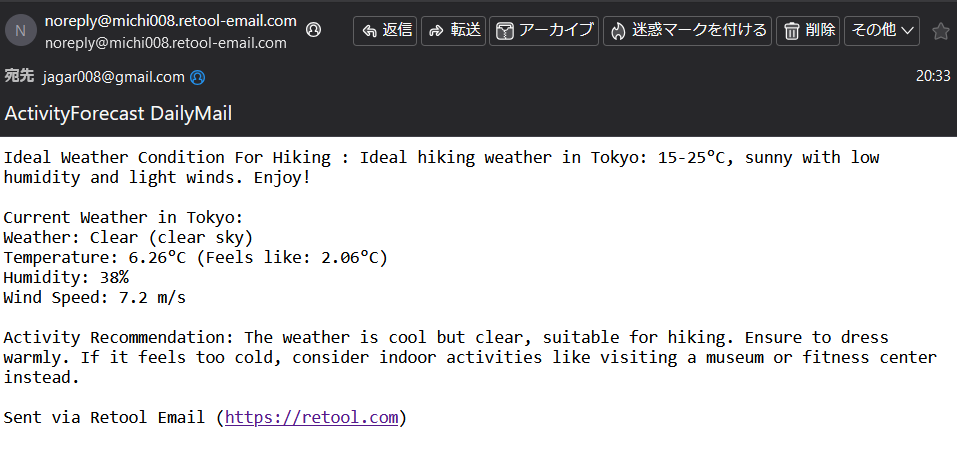 N
noreply@michi008.retool-email.com
noreply@michi008.retool-email.com
返信
転送
アーカイブ
迷惑マークを付ける
削除
その他
宛先 jagar008@gmail.com
20:33
ActivityForecast DailyMail
Ideal Weather Condition For Hiking : Ideal hiking weather in Tokyo: 15-25°C, sunny with low
humidity and light winds. Enjoy!
Current Weather in Tokyo:
Weather: Clear (clear sky)
Temperature: 6.26°C (Feels like: 2.06°C)
Humidity: 38%
Wind Speed: 7.2 m/s
Activity Recommendation: The weather is cool but clear, suitable for hiking. Ensure to dress
warmly. If it feels too cold, consider indoor activities like visiting a museum or fitness center
instead.
Sent via Retool Email (https://retool.com)